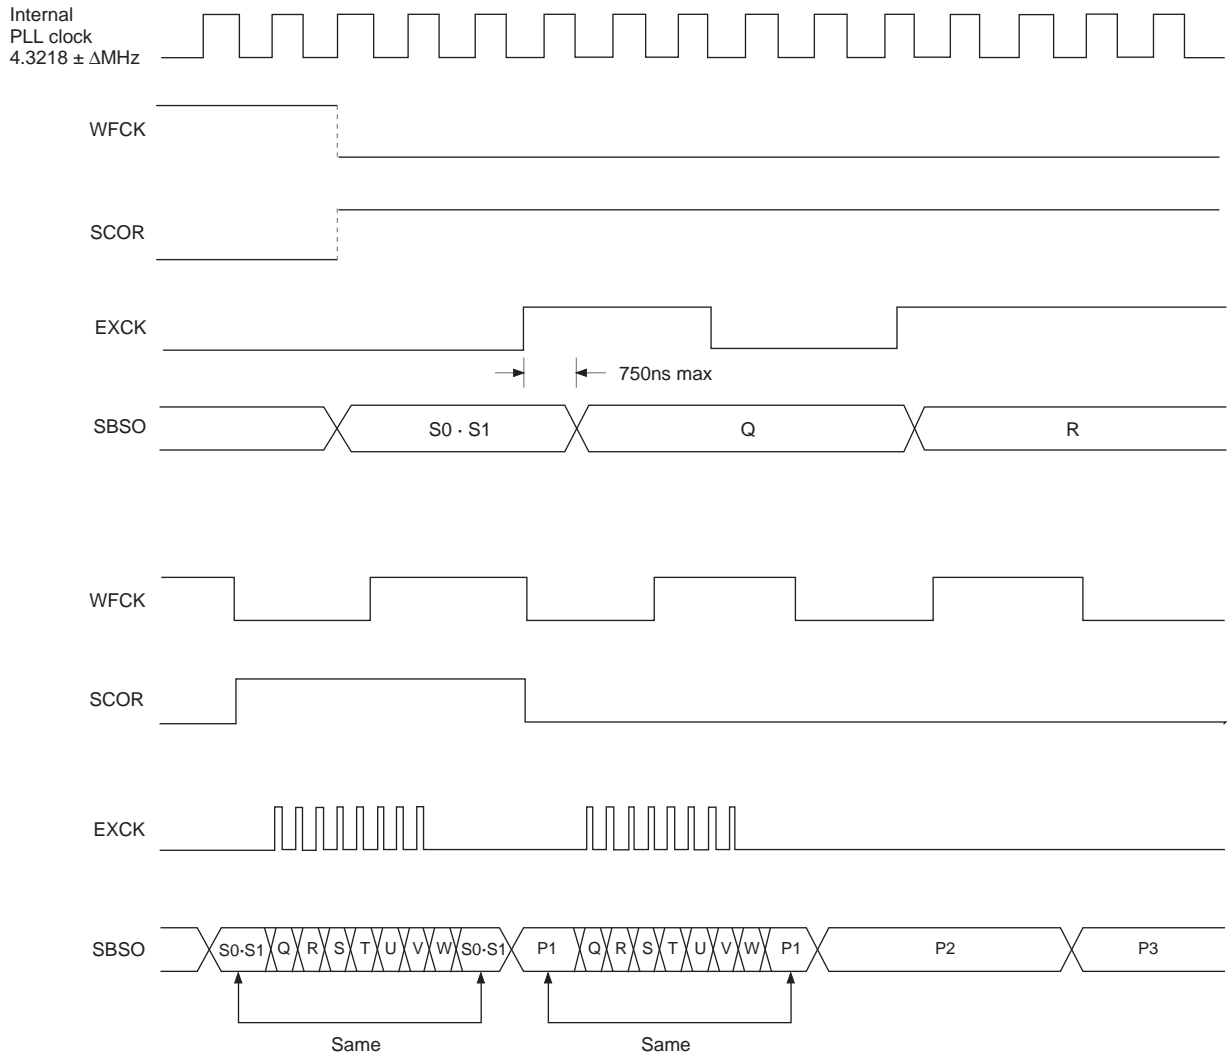 Internal
PLL clock
4.3218 ± ΔMHz
WFCK
SCOR
EXCK
750ns max
SBSO
S0 · S1
Q
R
WFCK
SCOR
EXCK
SBSO
S0·S1 Q R S T U V W S0·S1 P1 Q R S T U V W P1 P2 P3
Same
Same